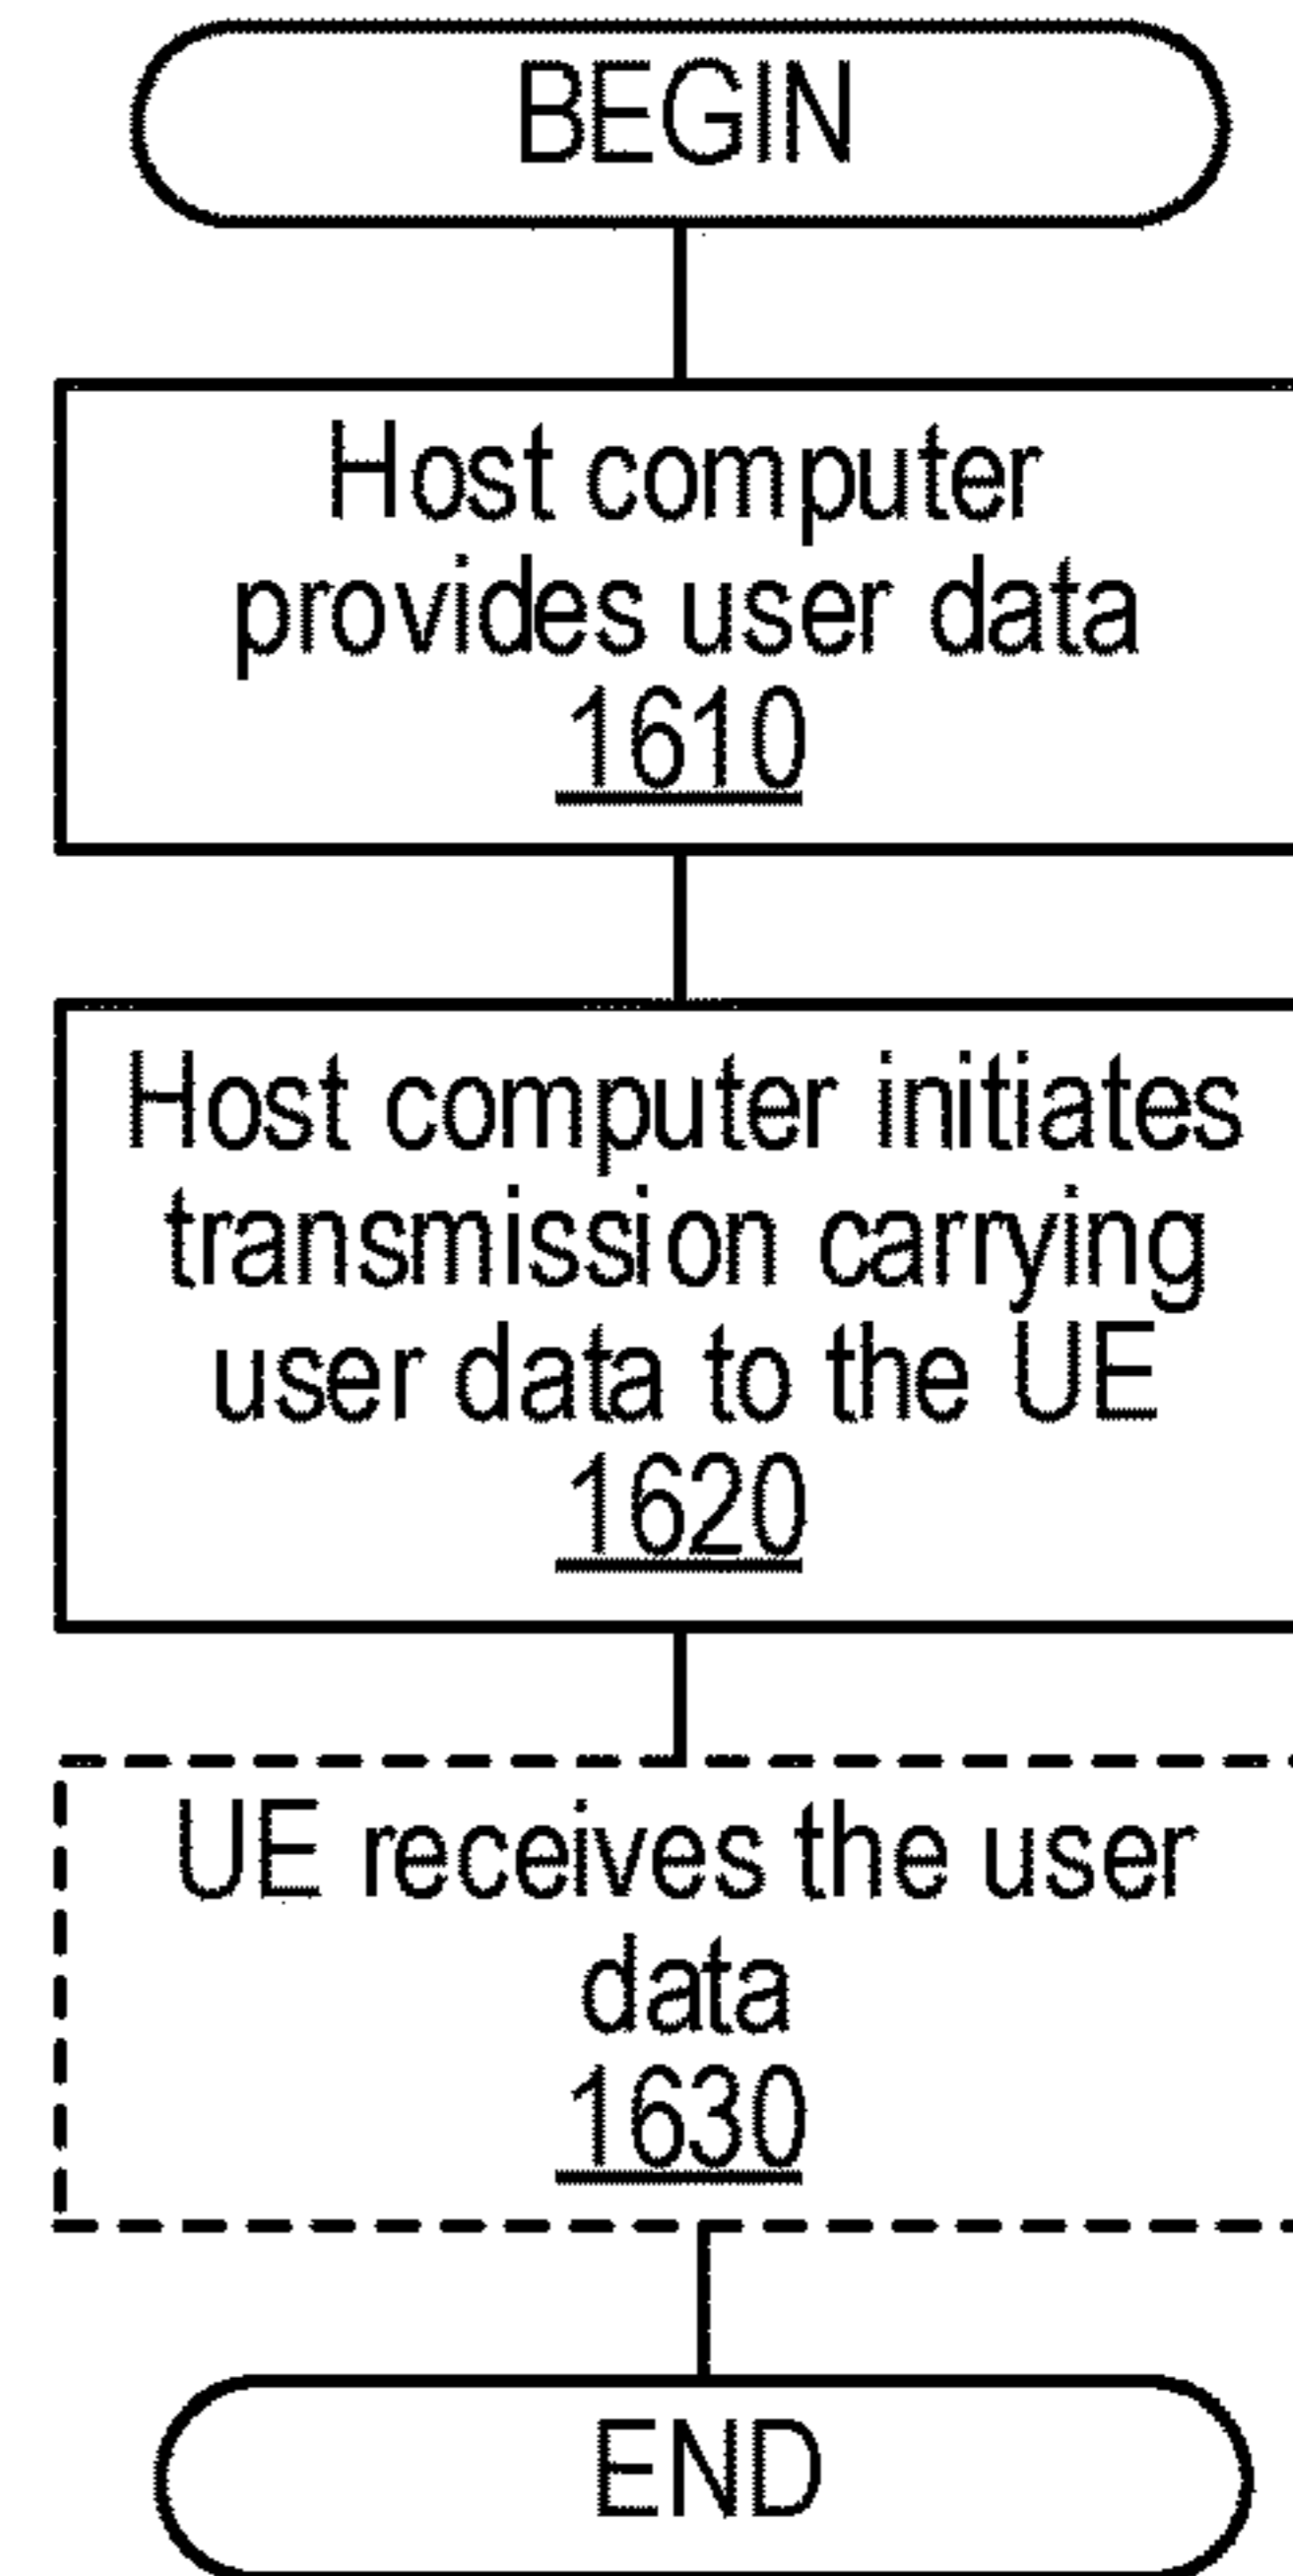 BEGIN
Host computer
provides user data
1610
Host computer initiates
transmission carrying
user data to the UE
1620
UE receives the user
data
1630
END